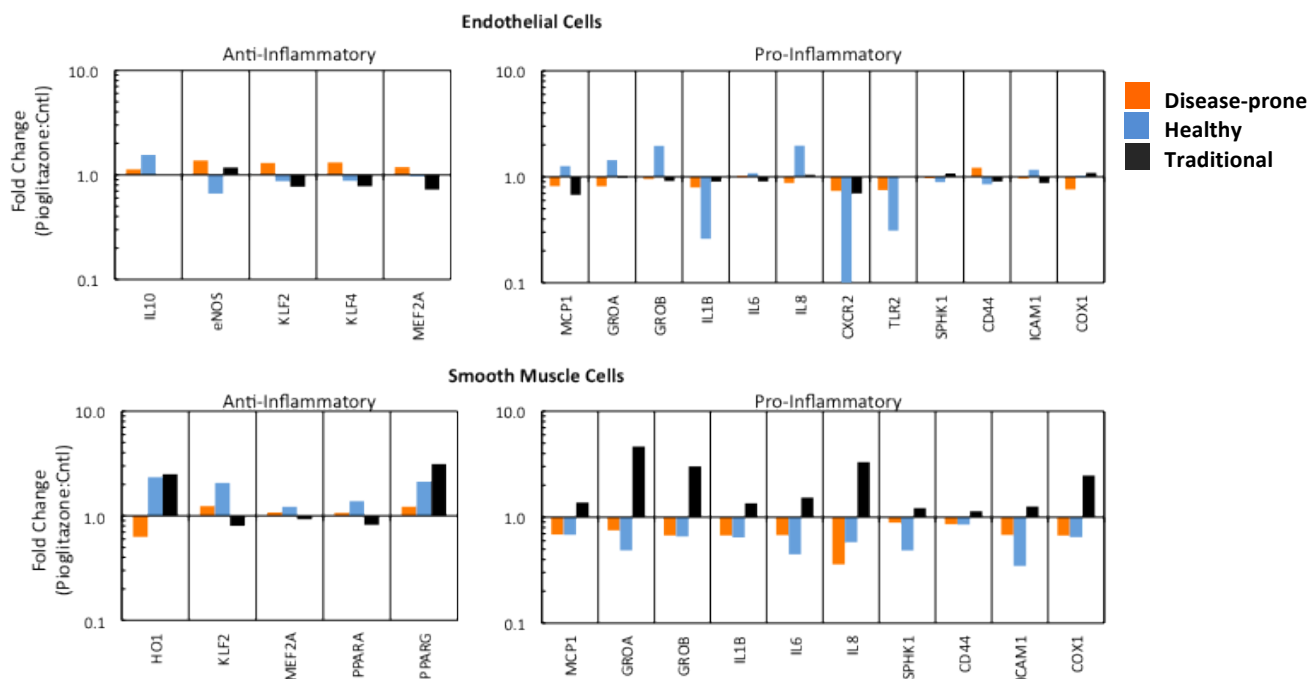 Endothelial Cells
Anti-Inflammatory
Pro-Inflammatory
Fold Change
(Pioglitazone:Cntl)
10.0
1.0
0.1
IL10
eNOS
KLF2
KLF4
MEF2A
10.0
1.0
0.1
MCP1
GROA
GROB
IL1B
IL6
IL8
CXCR2
TLR2
SPHK1
CD44
ICAM1
COX1
Disease-prone
Healthy
Traditional
Smooth Muscle Cells
Anti-Inflammatory
Pro-Inflammatory
Fold Change
(Pioglitazone:Cntl)
10.0
1.0
0.1
HO1
KLF2
MEF2A
PPARA
PPARG
10.0
1.0
0.1
MCP1
GROA
GROB
IL1B
IL6
IL8
SPHK1
CD44
ICAM1
COX1